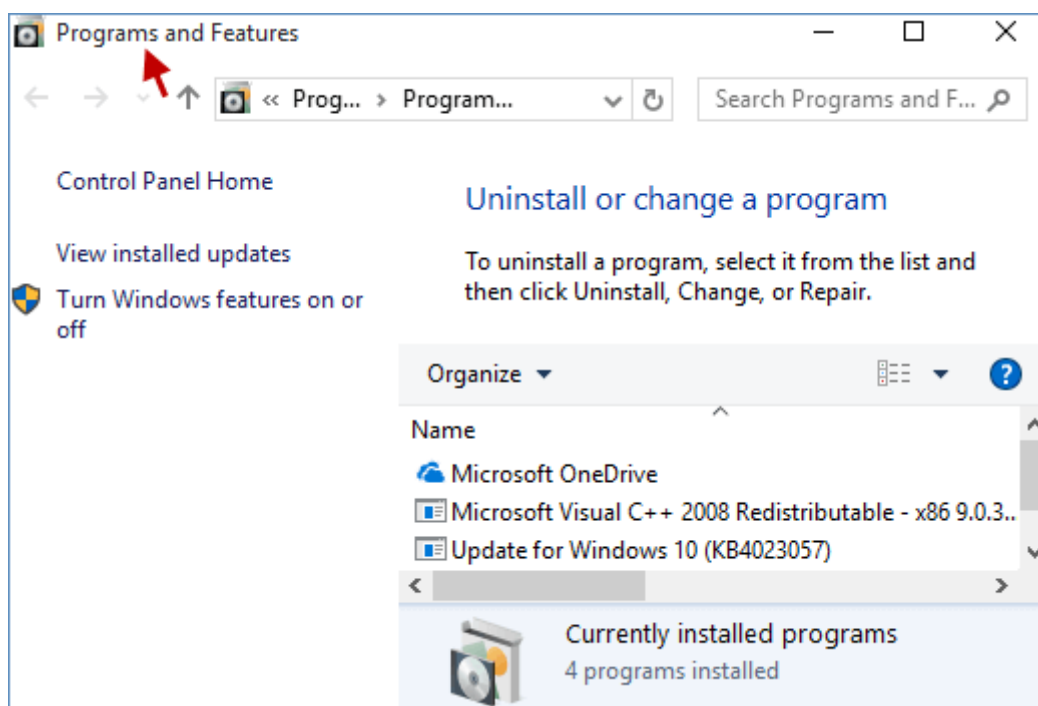 Programs and Features
« Prog... › Program...
Search Programs and F...
Control Panel Home
View installed updates
Turn Windows features on or
off
Uninstall or change a program
To uninstall a program, select it from the list and
then click Uninstall, Change, or Repair.
Organize
?
Name
Microsoft OneDrive
Microsoft Visual C++ 2008 Redistributable - x86 9.0.3..
Update for Windows 10 (KB4023057)
Currently installed programs
4 programs installed